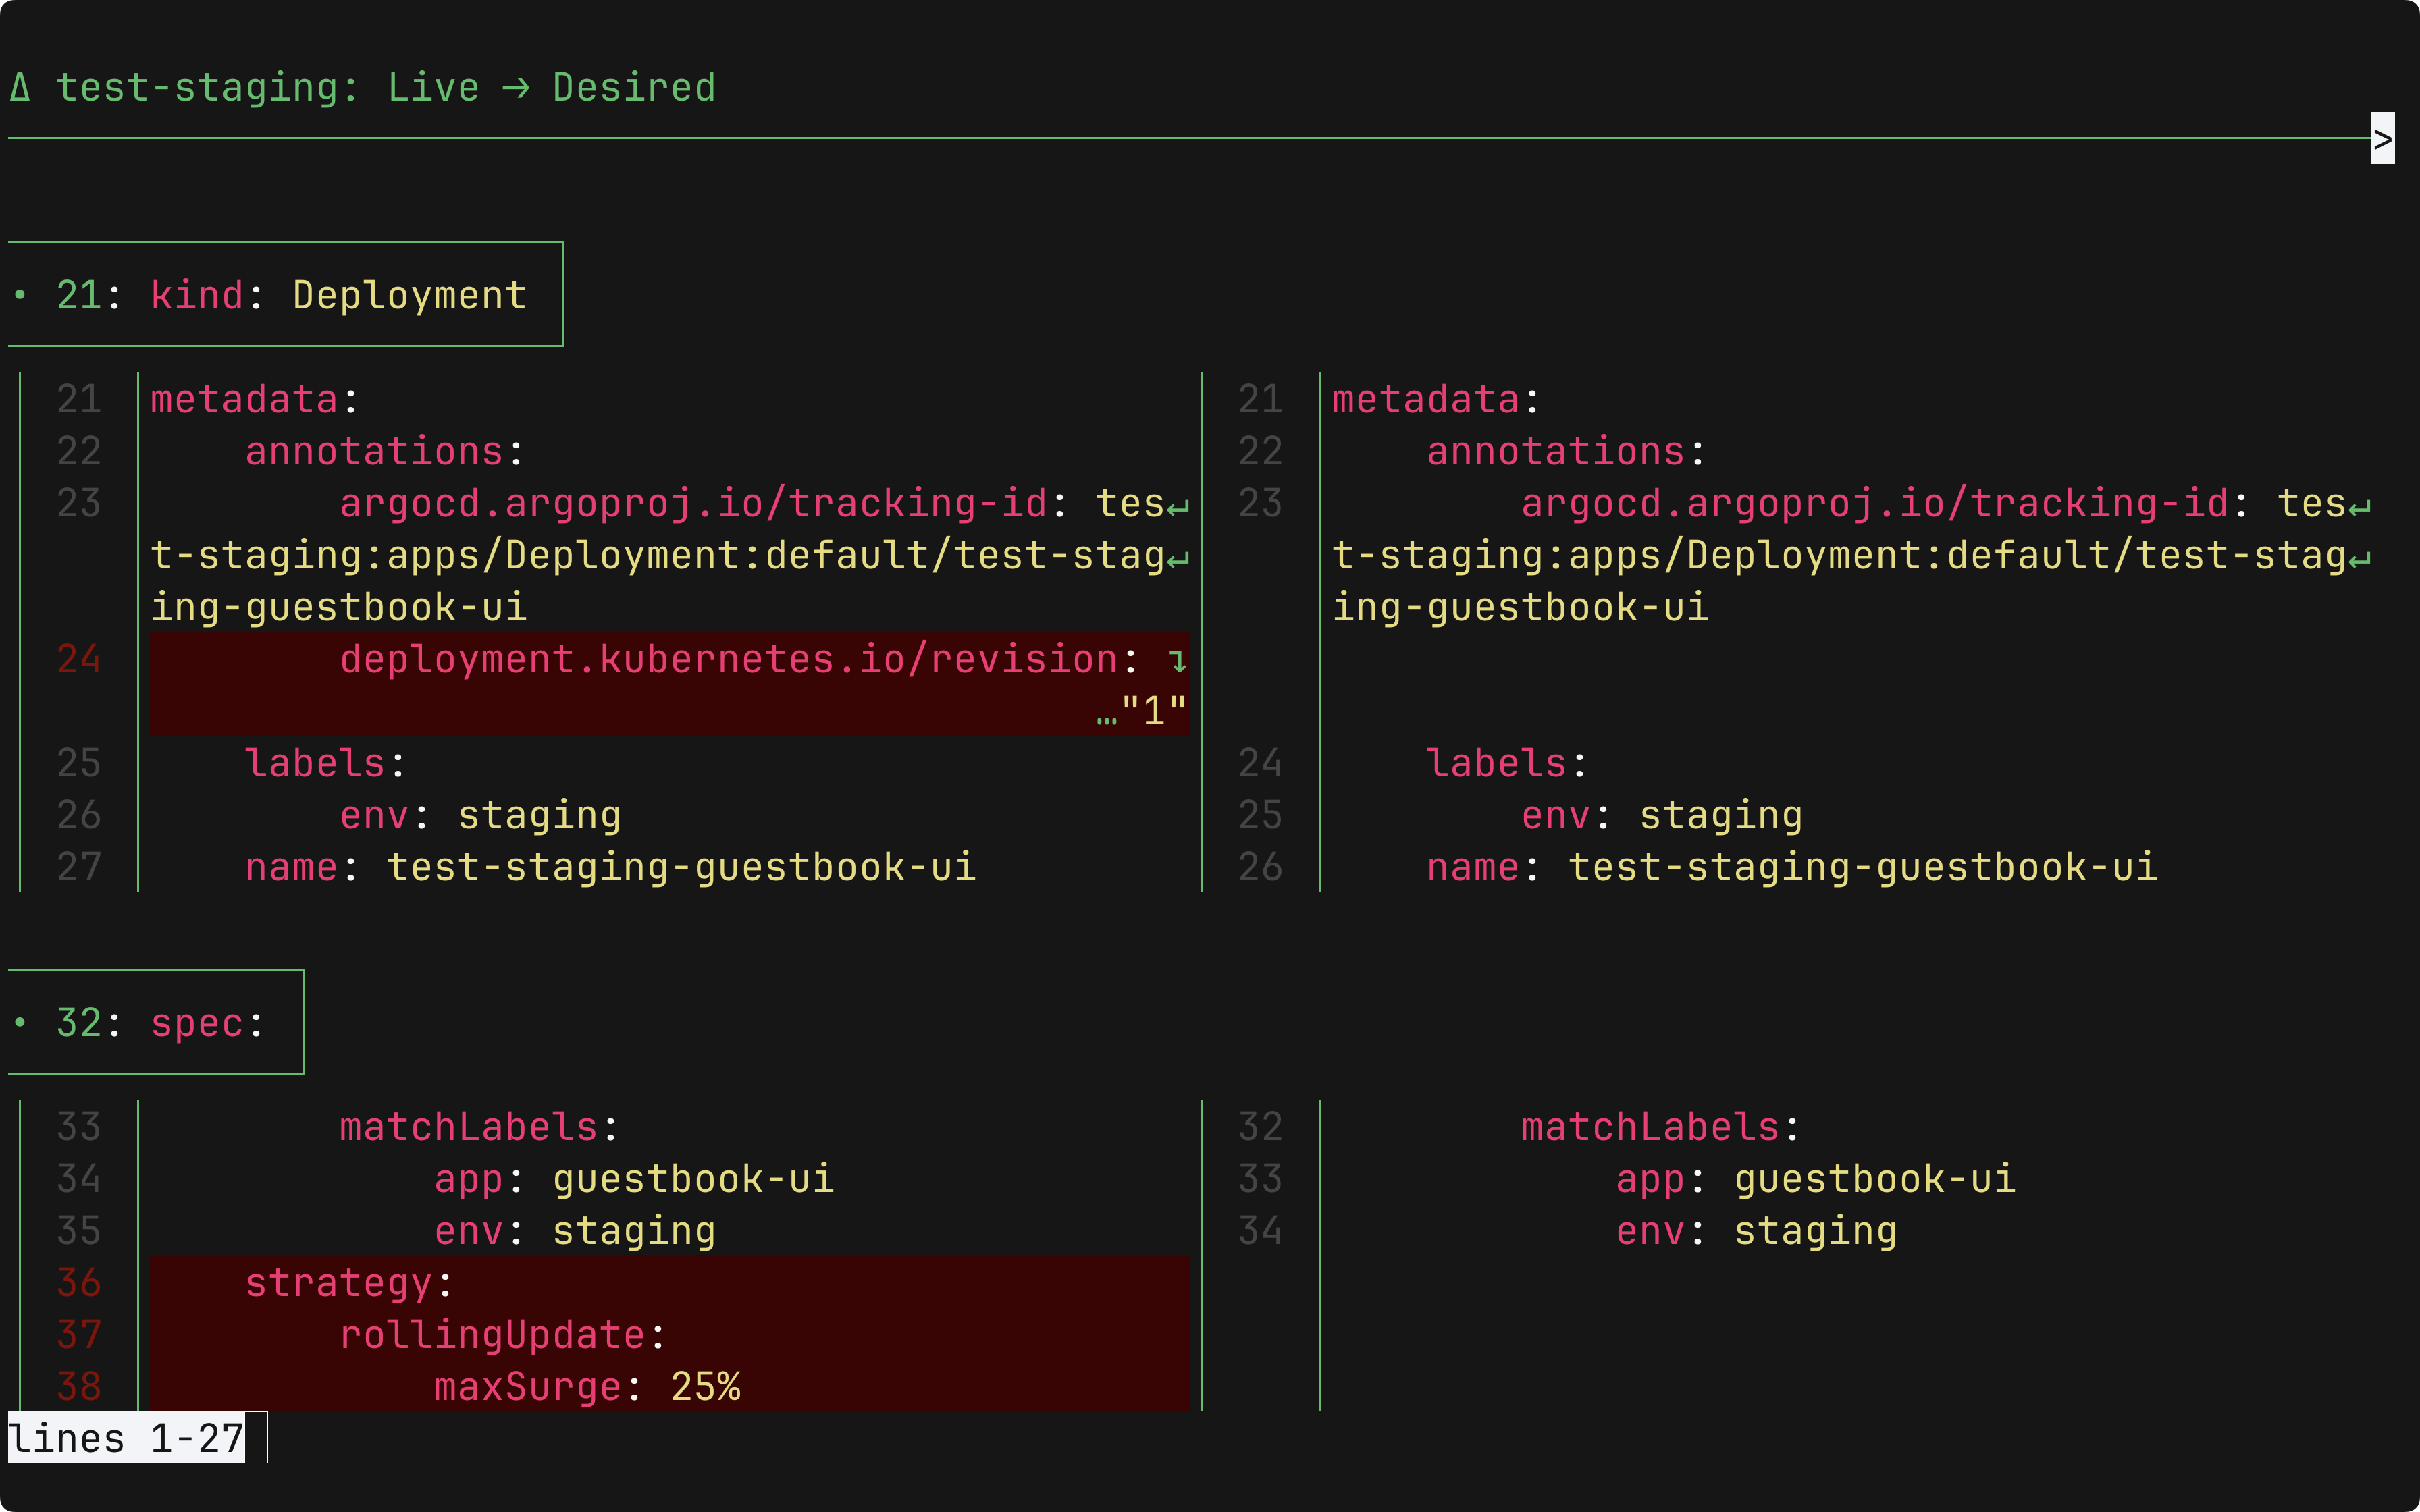 Δ test-staging: Live → Desired
>
• 21: kind: Deployment
21 metadata: 21 metadata:
22 annotations: 22 annotations:
23 argocd.argoproj.io/tracking-id: tes↵ 23 argocd.argoproj.io/tracking-id: tes↵
t-staging:apps/Deployment:default/test-stag↵ t-staging:apps/Deployment:default/test-stag↵
ing-guestbook-ui ing-guestbook-ui
24 deployment.kubernetes.io/revision: ↴
…"1"
25 labels: 24 labels:
26 env: staging 25 env: staging
27 name: test-staging-guestbook-ui 26 name: test-staging-guestbook-ui
• 32: spec:
33 matchLabels: 32 matchLabels:
34 app: guestbook-ui 33 app: guestbook-ui
35 env: staging 34 env: staging
36 strategy:
37 rollingUpdate:
38 maxSurge: 25%
lines 1-27